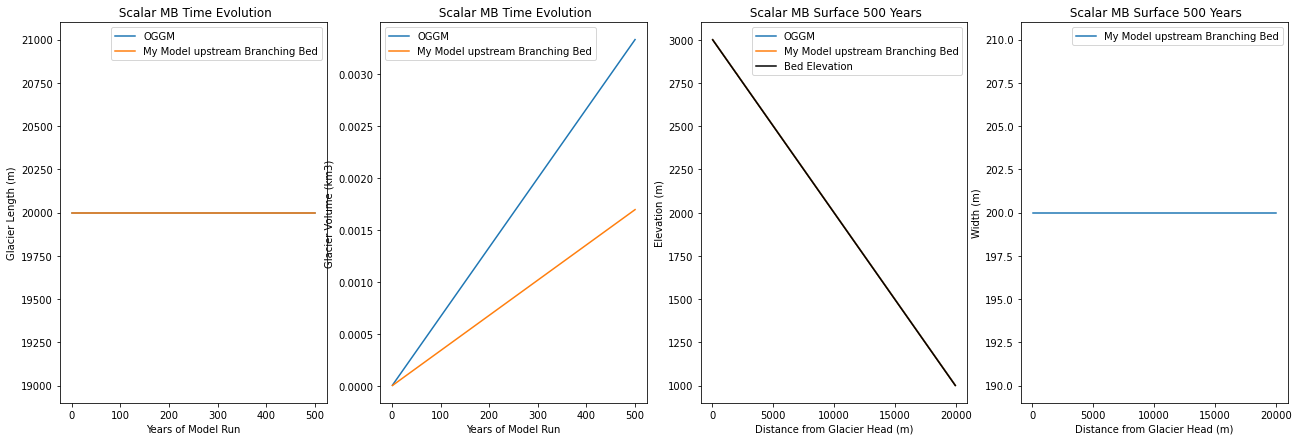 Scalar MB Time Evolution
OGGM
My Model upstream Branching Bed
21000
20750
20500
20250
20000
19750
19500
19250
19000
Glacier Length (m)
0
100
200
300
400
500
Years of Model Run
Scalar MB Time Evolution
OGGM
My Model upstream Branching Bed
0.0030
0.0025
0.0020
0.0015
0.0010
0.0005
0.0000
Glacier Volume (km3)
0
100
200
300
400
500
Years of Model Run
Scalar MB Surface 500 Years
OGGM
My Model upstream Branching Bed
Bed Elevation
3000
2750
2500
2250
2000
1750
1500
1250
1000
Elevation (m)
0
5000
10000
15000
20000
Distance from Glacier Head (m)
Scalar MB Surface 500 Years
My Model upstream Branching Bed
210.0
207.5
205.0
202.5
200.0
197.5
195.0
192.5
190.0
Width (m)
0
5000
10000
15000
20000
Distance from Glacier Head (m)